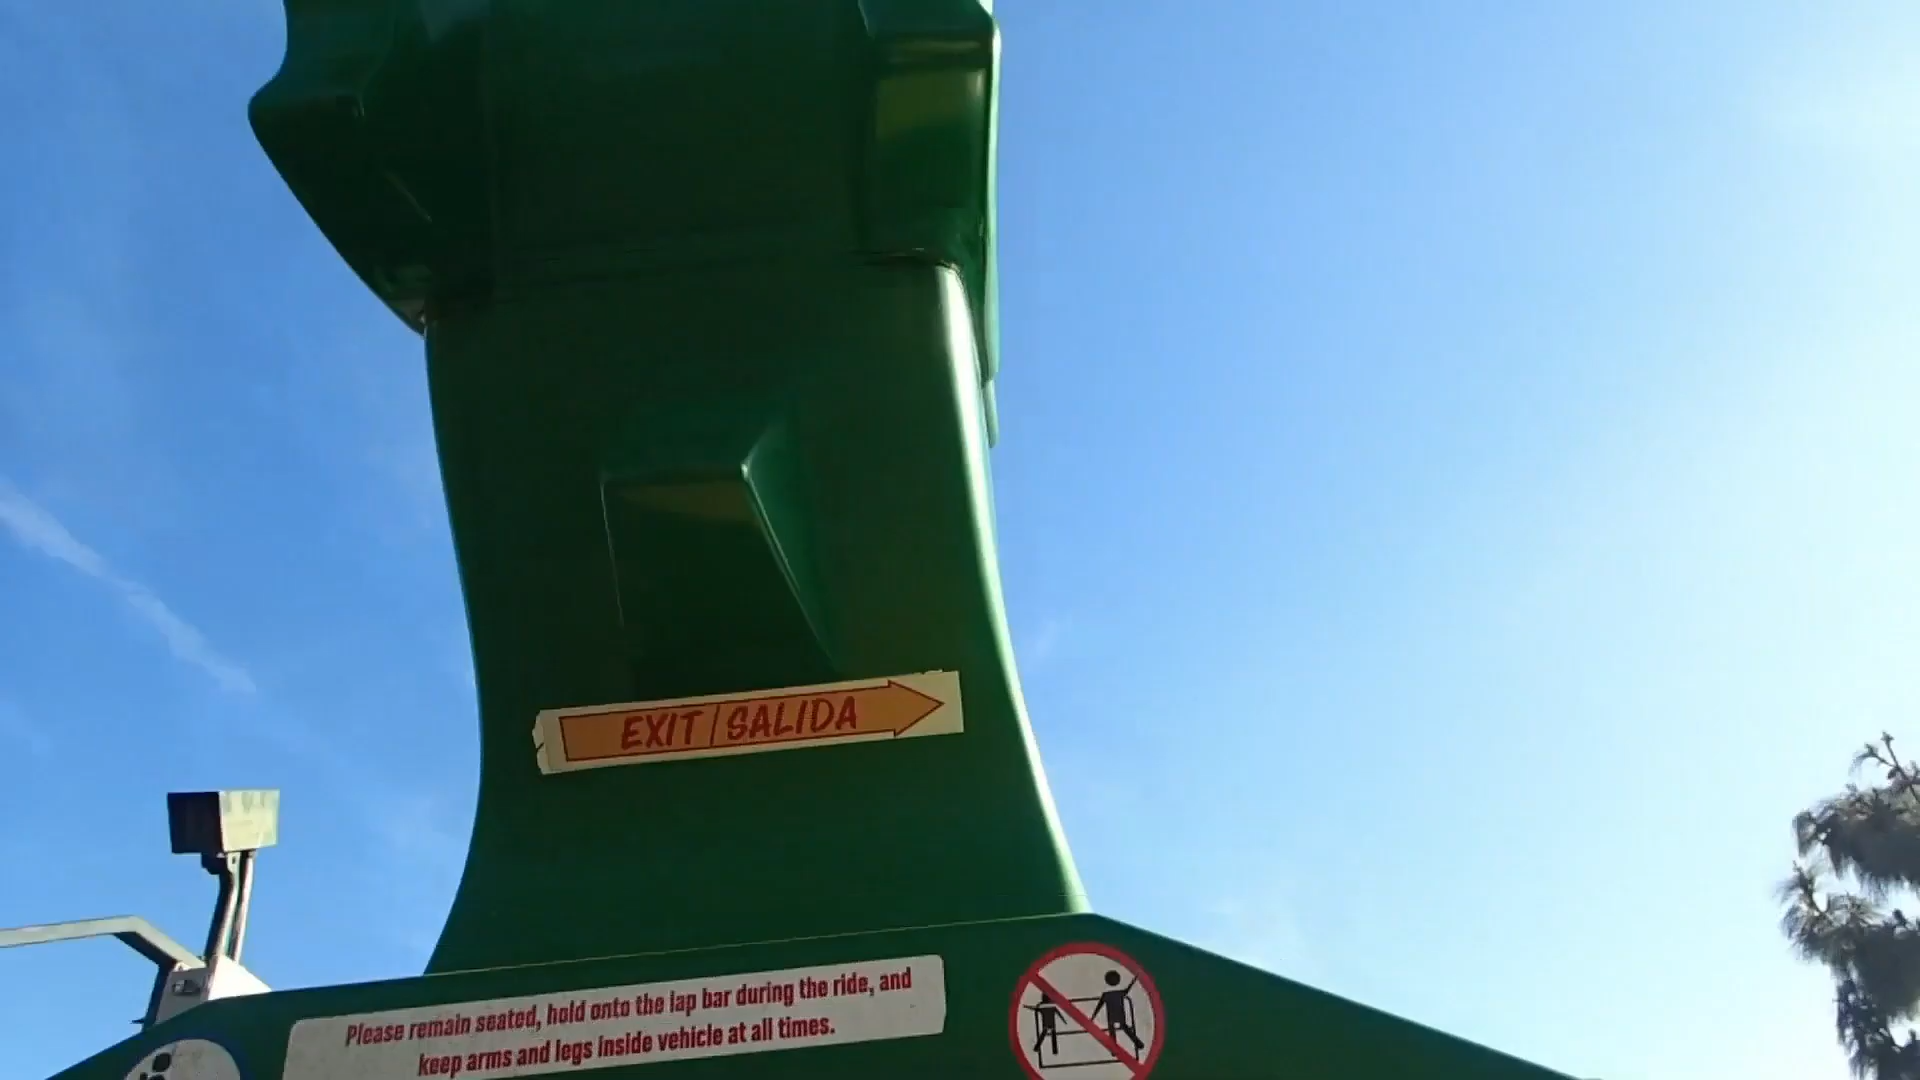 EXIT/SALIDA
Please remain seated, hold onto the lap bar during the ride, and
keep arms and legs inside vehicle at all times.